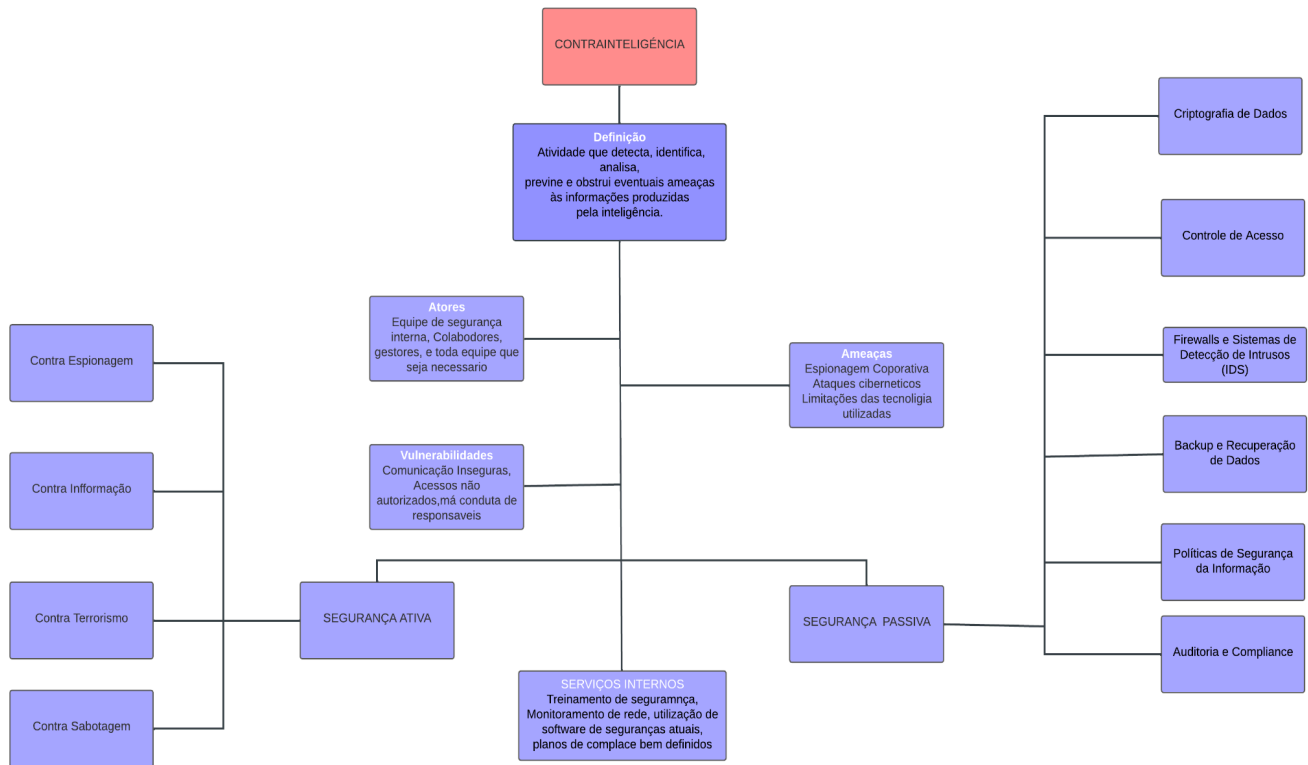 CONTRAINTELIGÉNCIA
Definição
Atividade que detecta, identifica,
analisa,
previne e obstrui eventuais ameaças
às informações produzidas
pela inteligência.
Atores
Equipe de segurança
interna, Colabodores,
gestores, e toda equipe que
seja necessario
Ameaças
Espionagem Coporativa
Ataques ciberneticos
Limitações das tecnoligia
utilizadas
Vulnerabilidades
Comunicação Inseguras,
Acessos não
autorizados,má conduta de
responsaveis
SEGURANÇA ATIVA
Contra Espionagem
Contra Infformação
Contra Terrorismo
Contra Sabotagem
SEGURANÇA  PASSIVA
Criptografia de Dados
Controle de Acesso
Firewalls e Sistemas de
Detecção de Intrusos
(IDS)
Backup e Recuperação
de Dados
Políticas de Segurança
da Informação
Auditoria e Compliance
SERVIÇOS INTERNOS
Treinamento de seguramnça,
Monitoramento de rede, utilização de
software de seguranças atuais,
planos de complace bem definidos